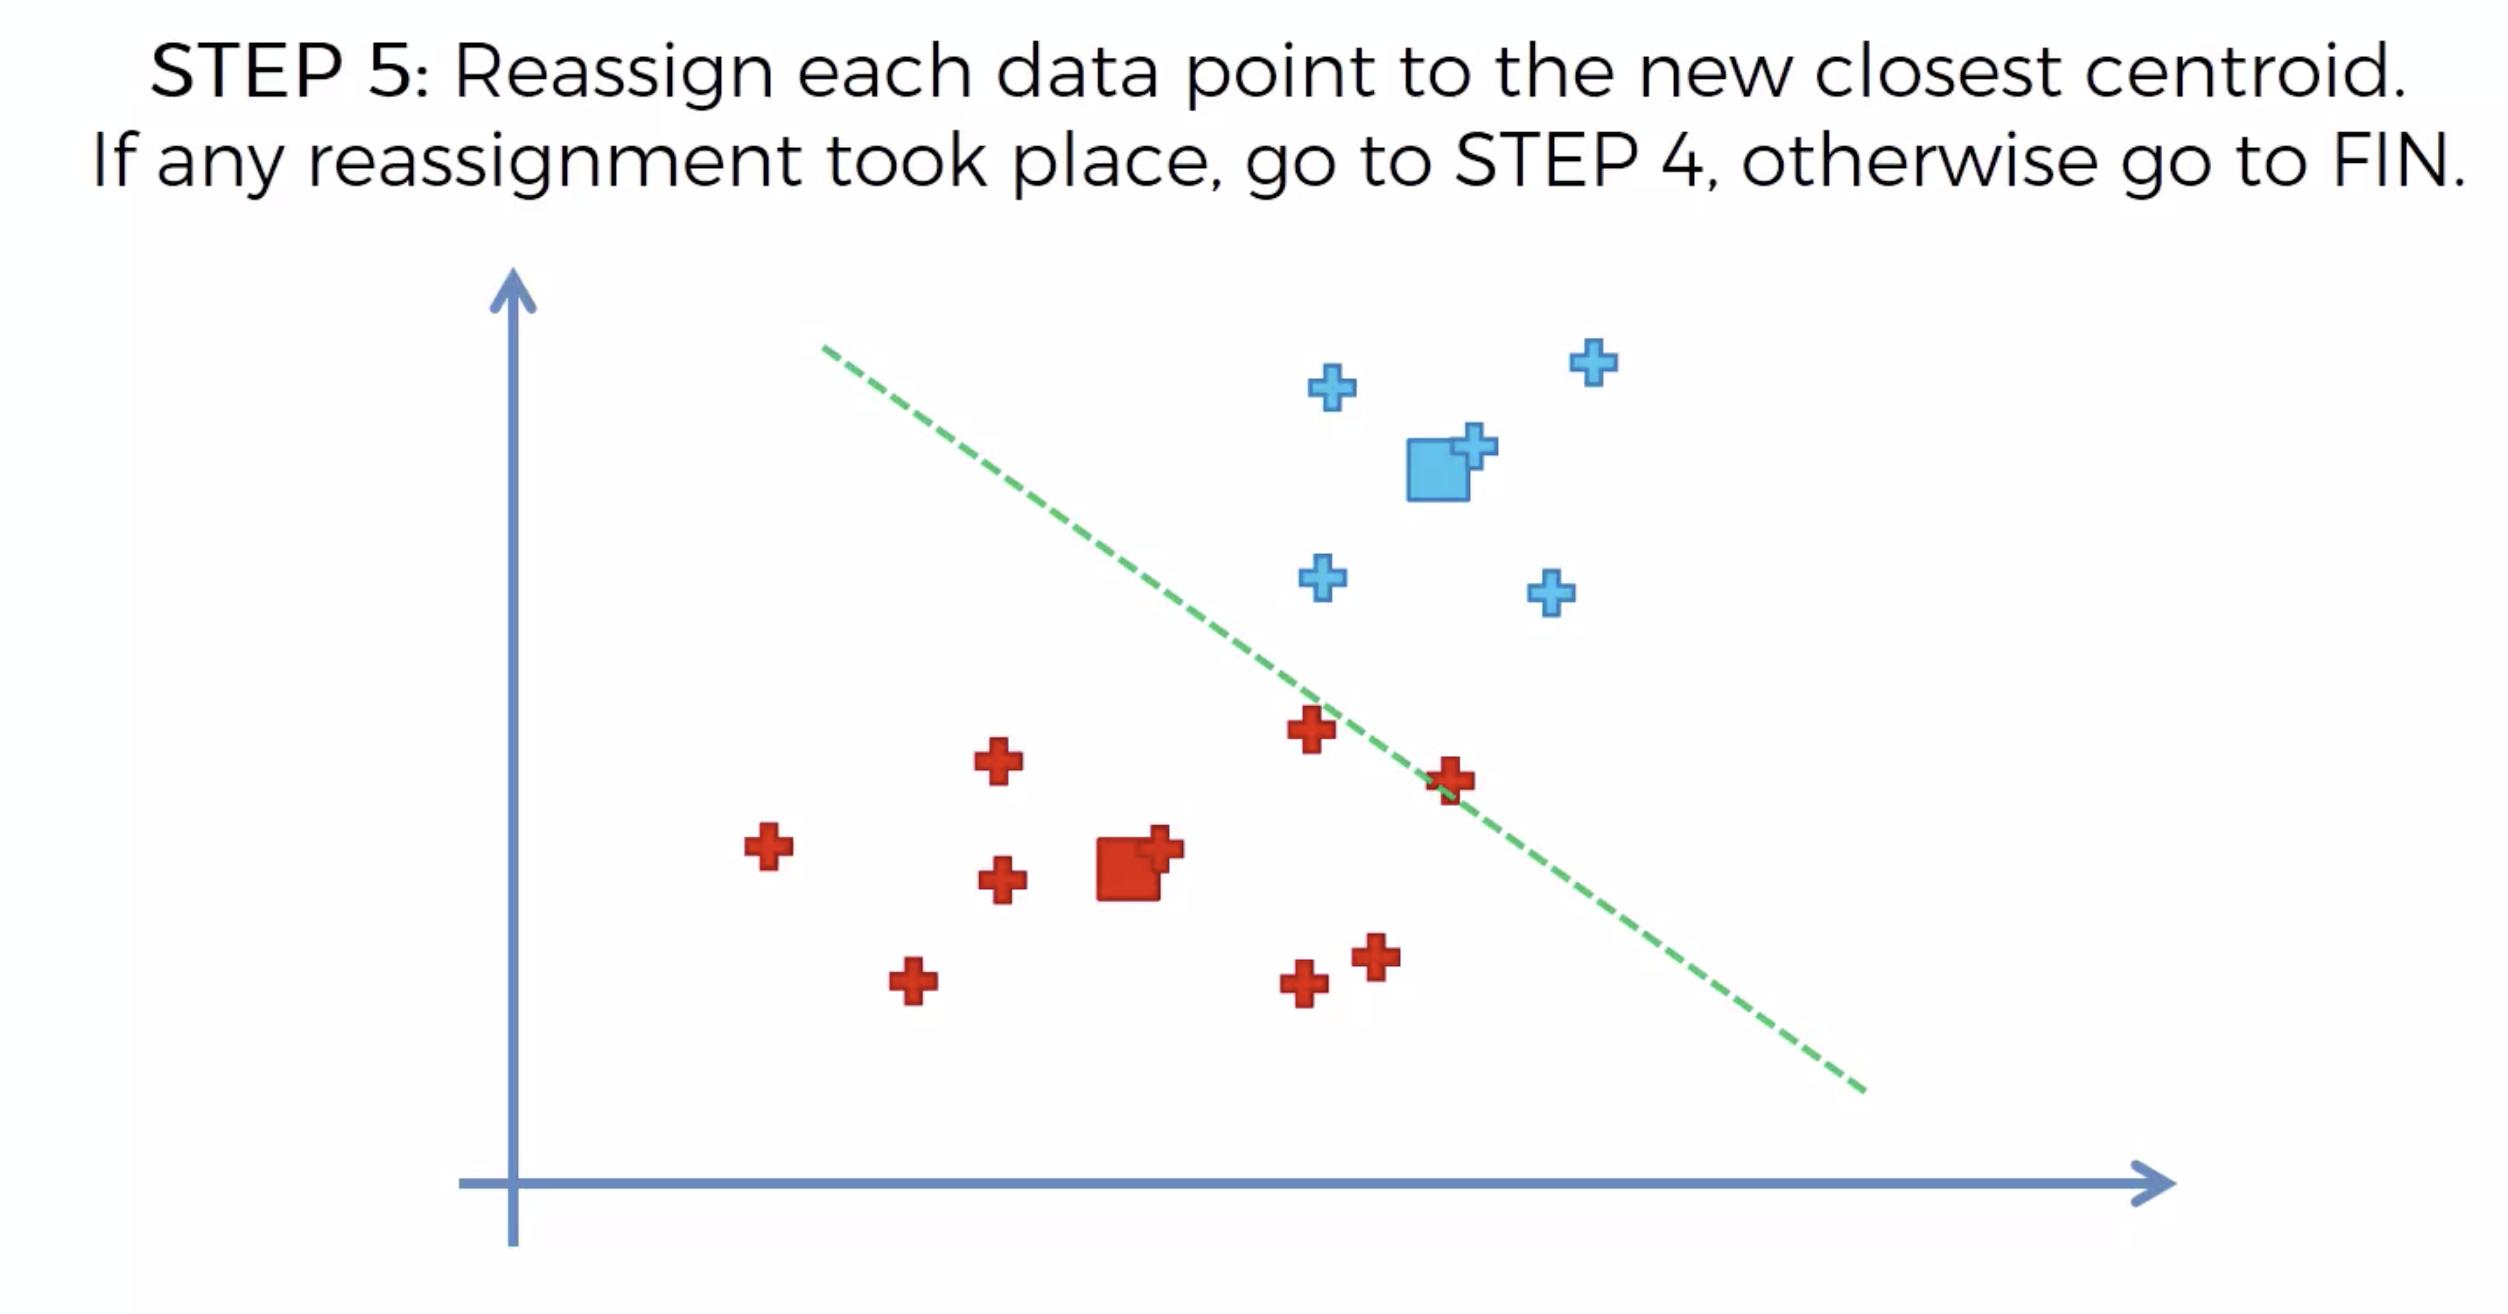 STEP 5: Reassign each data point to the new closest centroid.
If any reassignment took place, go to STEP 4, otherwise go to FIN.